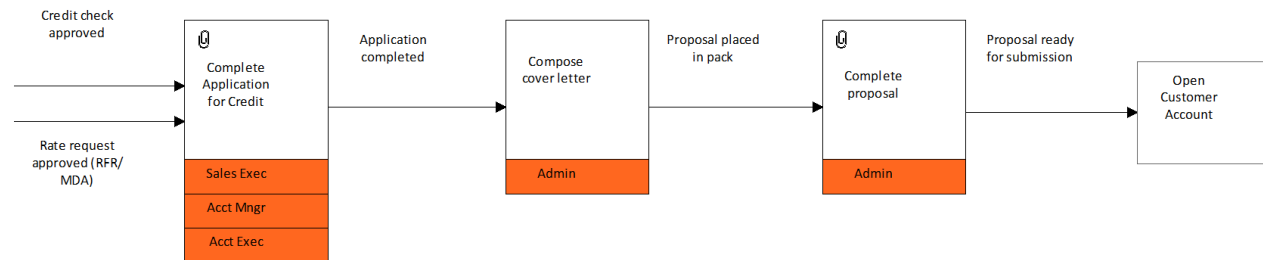 Credit check
approved
Rate request
approved (RFR/
MDA)
Complete
Application
for Credit
Sales Exec
Acct Mngr
Acct Exec
Application
completed
Compose
cover letter
Admin
Proposal placed
in pack
Complete
proposal
Admin
Proposal ready
for submission
Open
Customer
Account